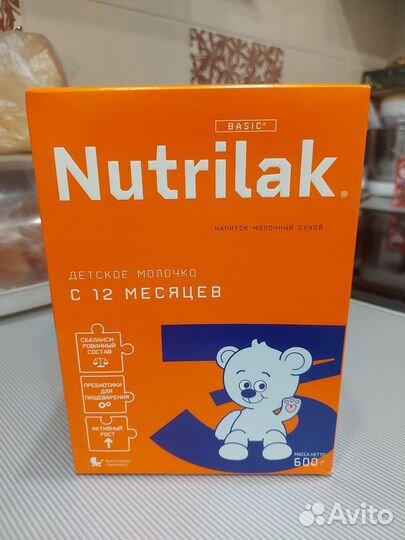 BASIC®
Nutrilak®
НАПИТОК МОЛОЧНЫЙ СУХОЙ
ДЕТСКОЕ МОЛОЧКО
С 12 МЕСЯЦЕВ
3
СБАЛАНСИ-
РОВАННЫЙ
СОСТАВ
ПРЕБИОТИКИ
ДЛЯ
ПИЩЕВАРЕНИЯ
АКТИВНЫЙ
РОСТ
МАССА НЕТТО
600 г
Avito